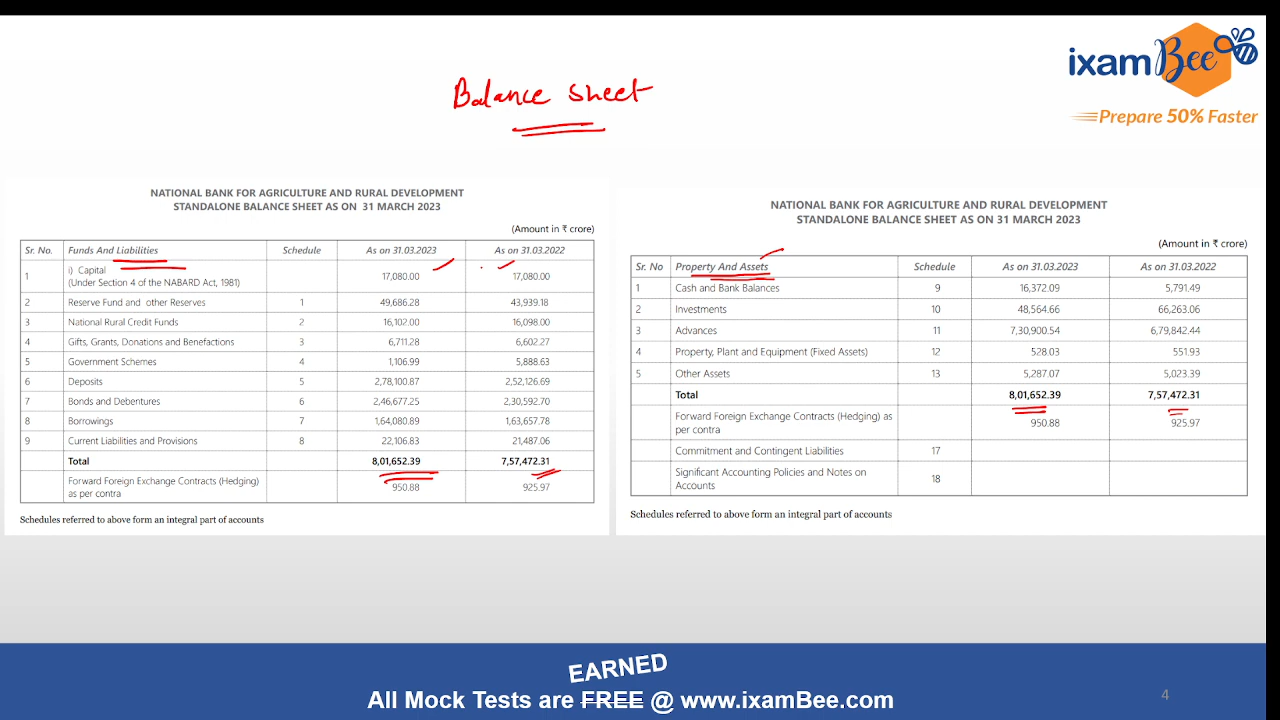 ixamBee
Prepare 50% Faster
Balance Sheet
NATIONAL BANK FOR AGRICULTURE AND RURAL DEVELOPMENT
STANDALONE BALANCE SHEET AS ON 31 MARCH 2023
(Amount in ₹ crore)
Sr. No. Funds And Liabilities Schedule As on 31.03.2023 As on 31.03.2022
1 i) Capital 17,080.00 17,080.00
(Under Section 4 of the NABARD Act, 1981)
2 Reserve Fund and other Reserves 1 49,686.28 43,939.18
3 National Rural Credit Funds 2 16,102.00 16,098.00
4 Gifts, Grants, Donations and Benefactions 3 6,711.28 6,602.27
5 Government Schemes 4 1,106.99 5,888.63
6 Deposits 5 2,78,100.87 2,52,126.69
7 Bonds and Debentures 6 2,46,677.25 2,30,592.70
8 Borrowings 7 1,64,080.89 1,63,657.78
9 Current Liabilities and Provisions 8 22,106.83 21,487.06
Total 8,01,652.39 7,57,472.31
Forward Foreign Exchange Contracts (Hedging)
as per contra 950.88 925.97
Schedules referred to above form an integral part of accounts
NATIONAL BANK FOR AGRICULTURE AND RURAL DEVELOPMENT
STANDALONE BALANCE SHEET AS ON 31 MARCH 2023
(Amount in ₹ crore)
Sr. No Property And Assets Schedule As on 31.03.2023 As on 31.03.2022
1 Cash and Bank Balances 9 16,372.09 5,791.49
2 Investments 10 48,564.66 66,263.06
3 Advances 11 7,30,900.54 6,79,842.44
4 Property, Plant and Equipment (Fixed Assets) 12 528.03 551.93
5 Other Assets 13 5,287.07 5,023.39
Total 8,01,652.39 7,57,472.31
Forward Foreign Exchange Contracts (Hedging) as 950.88 925.97
per contra
Commitment and Contingent Liabilities 17
Significant Accounting Policies and Notes on 18
Accounts
Schedules referred to above form an integral part of accounts
EARNED
All Mock Tests are FREE @ www.ixamBee.com
4